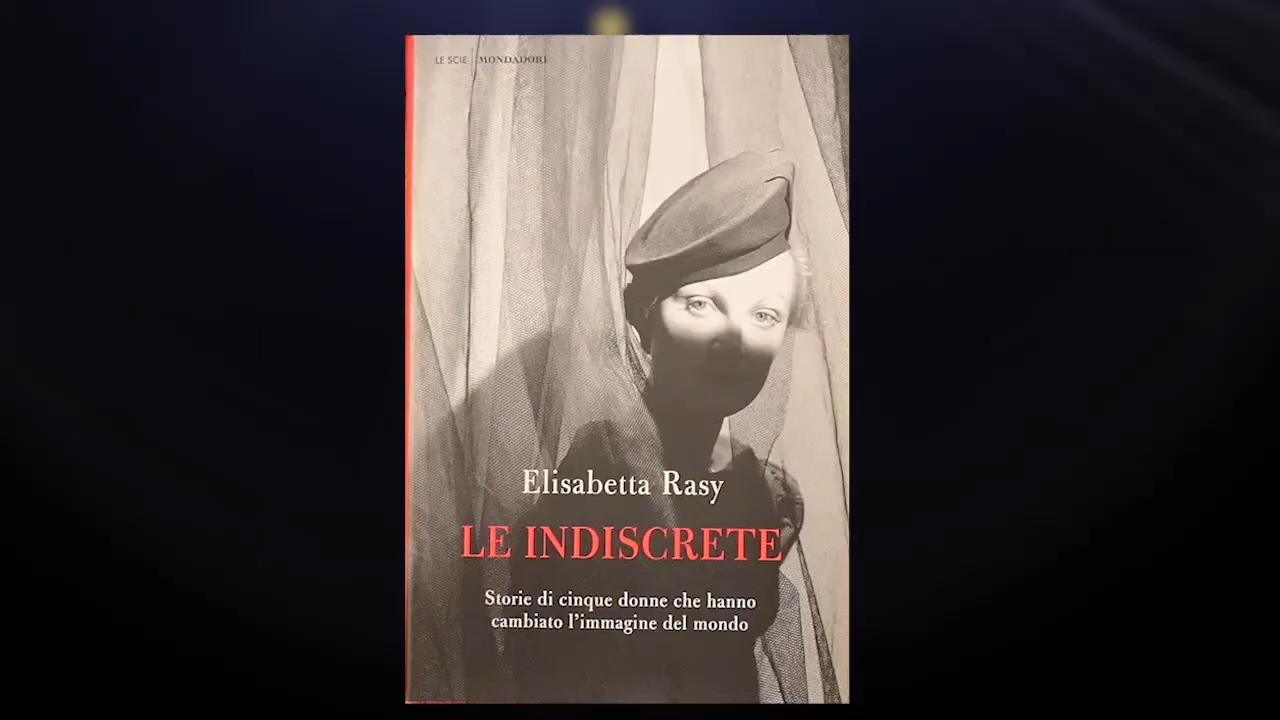 LE SCIE MONDADORI
Elisabetta Rasy
LE INDISCRETE
Storie di cinque donne che hanno
cambiato l'immagine del mondo